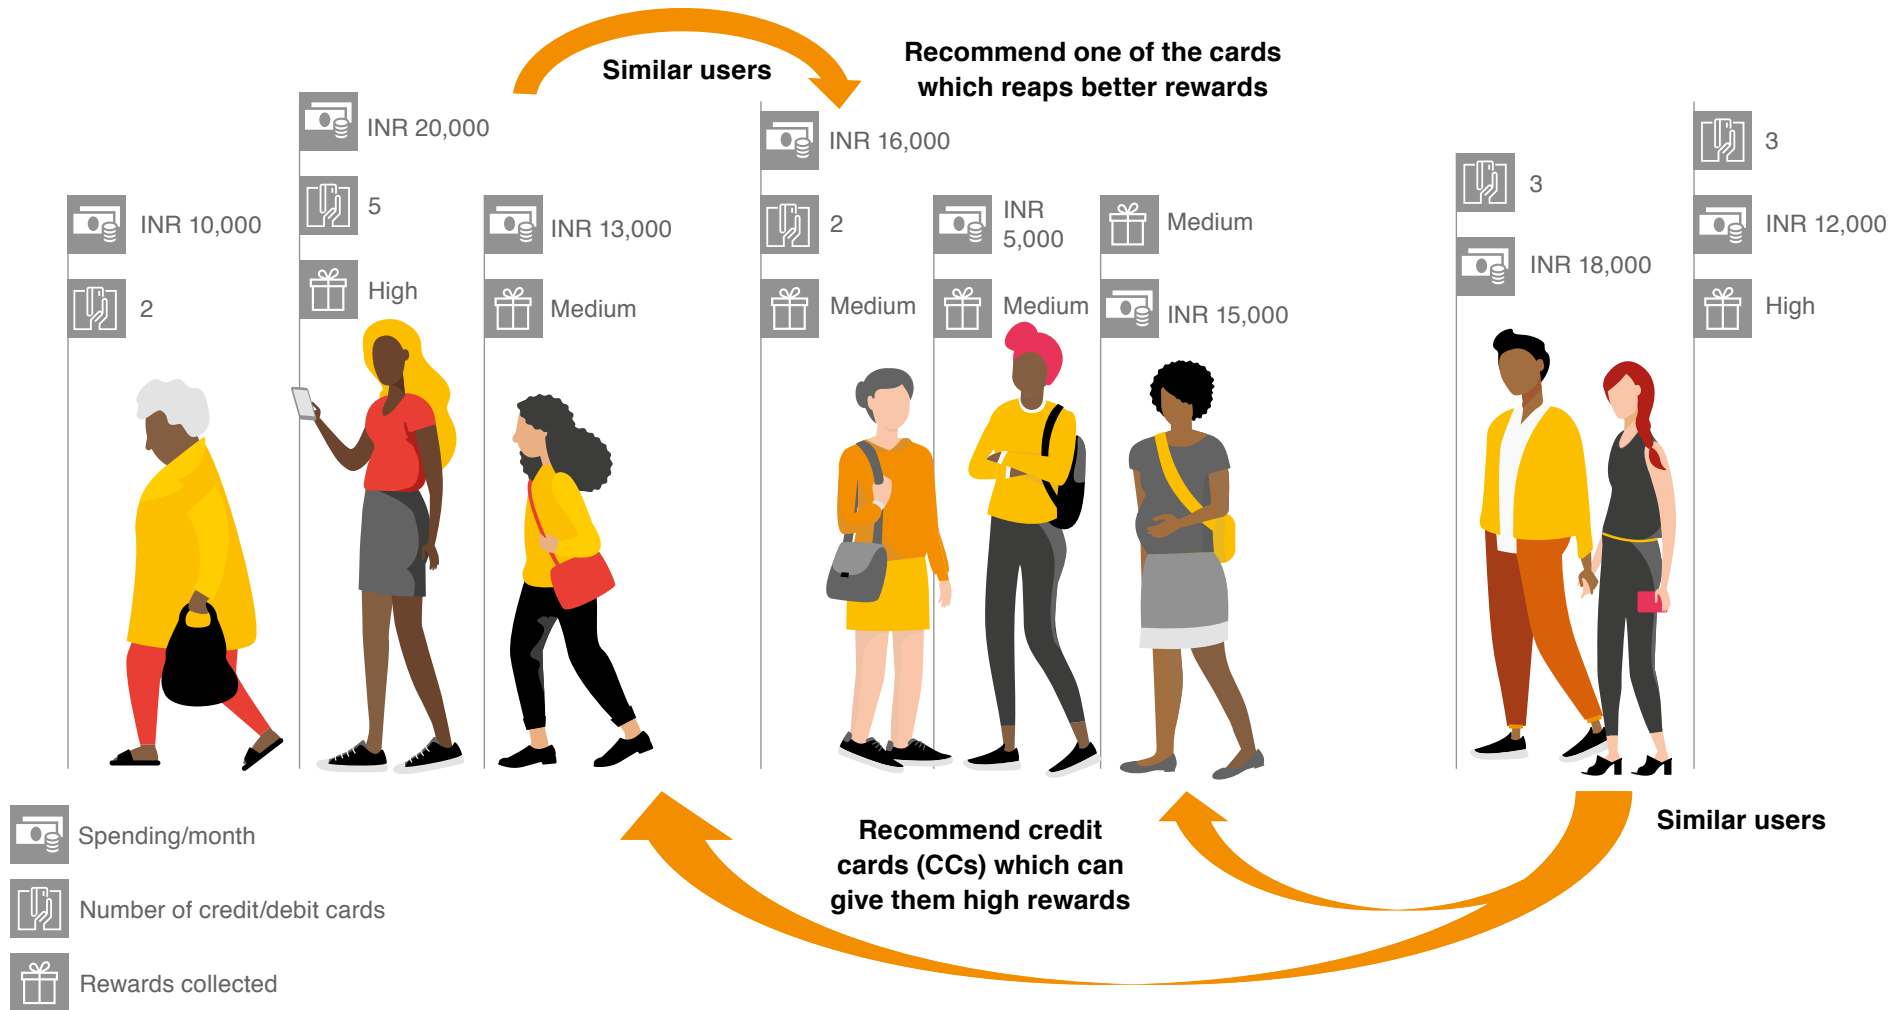 Similar users
Recommend one of the cards
which reaps better rewards
INR 10,000
2
INR 20,000
5
High
INR 13,000
Medium
INR 16,000
2
Medium
INR
5,000
Medium
Medium
INR 15,000
3
INR 18,000
3
INR 12,000
High
Recommend credit
cards (CCs) which can
give them high rewards
Similar users
Spending/month
Number of credit/debit cards
Rewards collected